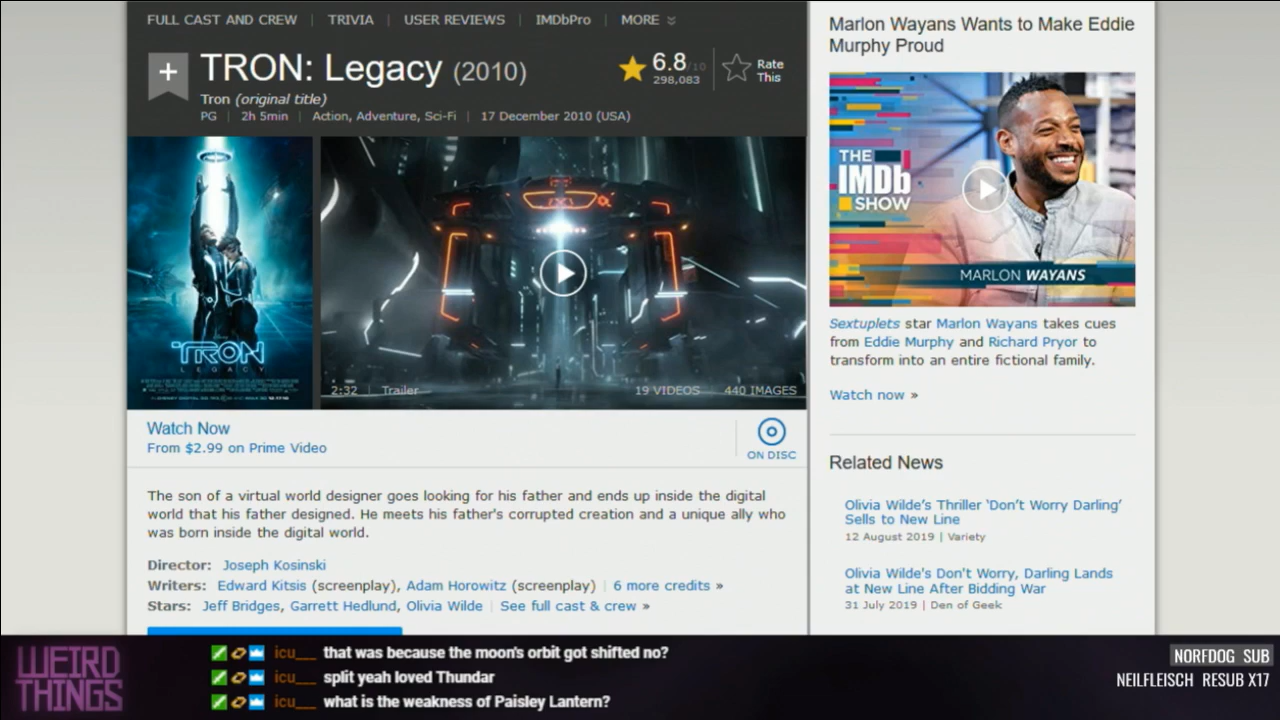 FULL CAST AND CREW | TRIVIA | USER REVIEWS | IMDbPro | MORE
+ TRON: Legacy (2010)
6.8/10
298,083
Rate This
Tron (original title)
PG | 2h 5min | Action, Adventure, Sci-Fi | 17 December 2010 (USA)
TRON
LEGACY
2:32 | Trailer
19 VIDEOS
440 IMAGES
Watch Now
From $2.99 on Prime Video
ON DISC
The son of a virtual world designer goes looking for his father and ends up inside the digital
world that his father designed. He meets his father's corrupted creation and a unique ally who
was born inside the digital world.
Director: Joseph Kosinski
Writers: Edward Kitsis (screenplay), Adam Horowitz (screenplay) | 6 more credits »
Stars: Jeff Bridges, Garrett Hedlund, Olivia Wilde | See full cast & crew »
Marlon Wayans Wants to Make Eddie
Murphy Proud
THE
IMDb
SHOW
MARLON WAYANS
Sextuplets star Marlon Wayans takes cues
from Eddie Murphy and Richard Pryor to
transform into an entire fictional family.
Watch now »
Related News
Olivia Wilde's Thriller 'Don't Worry Darling'
Sells to New Line
12 August 2019 | Variety
Olivia Wilde's Don't Worry, Darling Lands
at New Line After Bidding War
31 July 2019 | Den of Geek
WEIRD
THINGS
icu___ that was because the moon's orbit got shifted no?
icu___ split yeah loved Thundar
icu___ what is the weakness of Paisley Lantern?
NORFDOG SUB
NEILFLEISCH RESUB X17